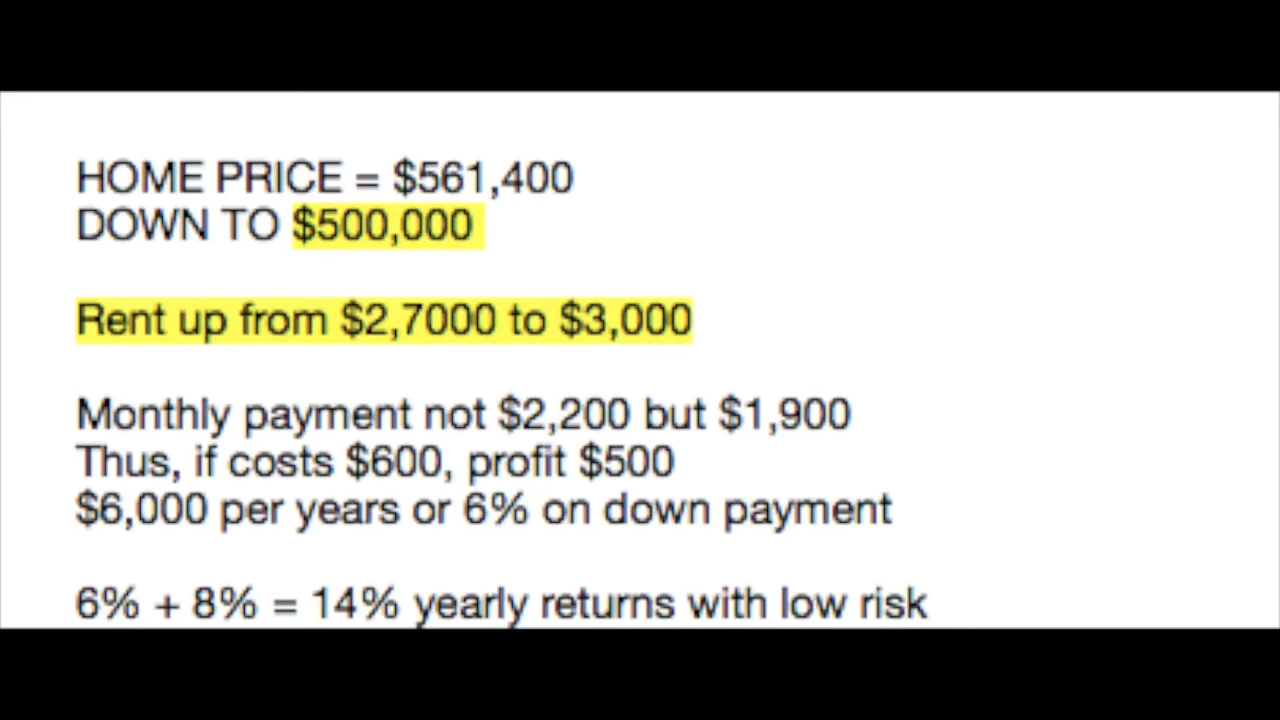 HOME PRICE = $561,400
DOWN TO $500,000
Rent up from $2,7000 to $3,000
Monthly payment not $2,200 but $1,900
Thus, if costs $600, profit $500
$6,000 per years or 6% on down payment
6% + 8% = 14% yearly returns with low risk